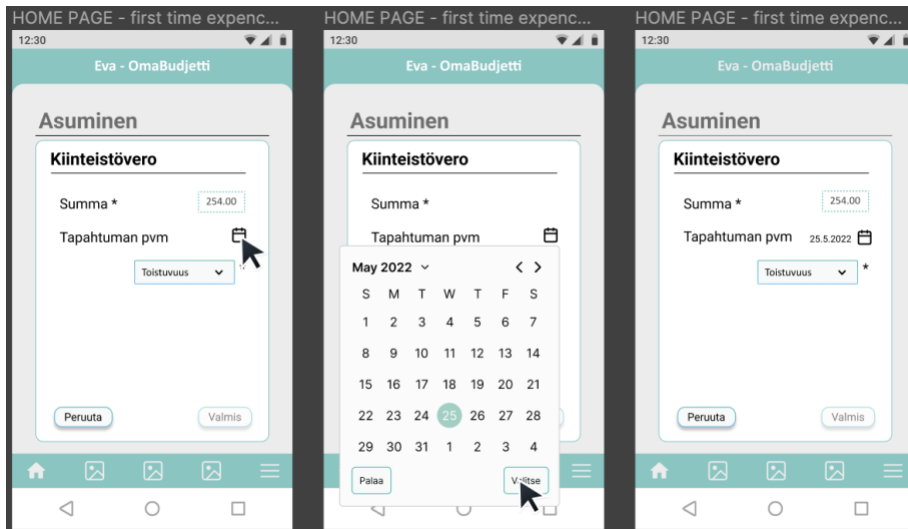 HOME PAGE - first time expenc...
12:30
Eva - OmaBudjetti
Asuminen
Kiinteistövero
Summa * 254.00
Tapahtuman pvm
Toistuvuus *
Peruuta Valmis
HOME PAGE - first time expenc...
12:30
Eva - OmaBudjetti
Asuminen
Kiinteistövero
Summa *
Tapahtuman pvm
May 2022
S M T W T F S
1 2 3 4 5 6 7
8 9 10 11 12 13 14
15 16 17 18 19 20 21
22 23 24 25 26 27 28
29 30 31 1 2 3 4
Palaa Valitse
HOME PAGE - first time expenc...
12:30
Eva - OmaBudjetti
Asuminen
Kiinteistövero
Summa * 254.00
Tapahtuman pvm 25.5.2022
Toistuvuus *
Peruuta Valmis